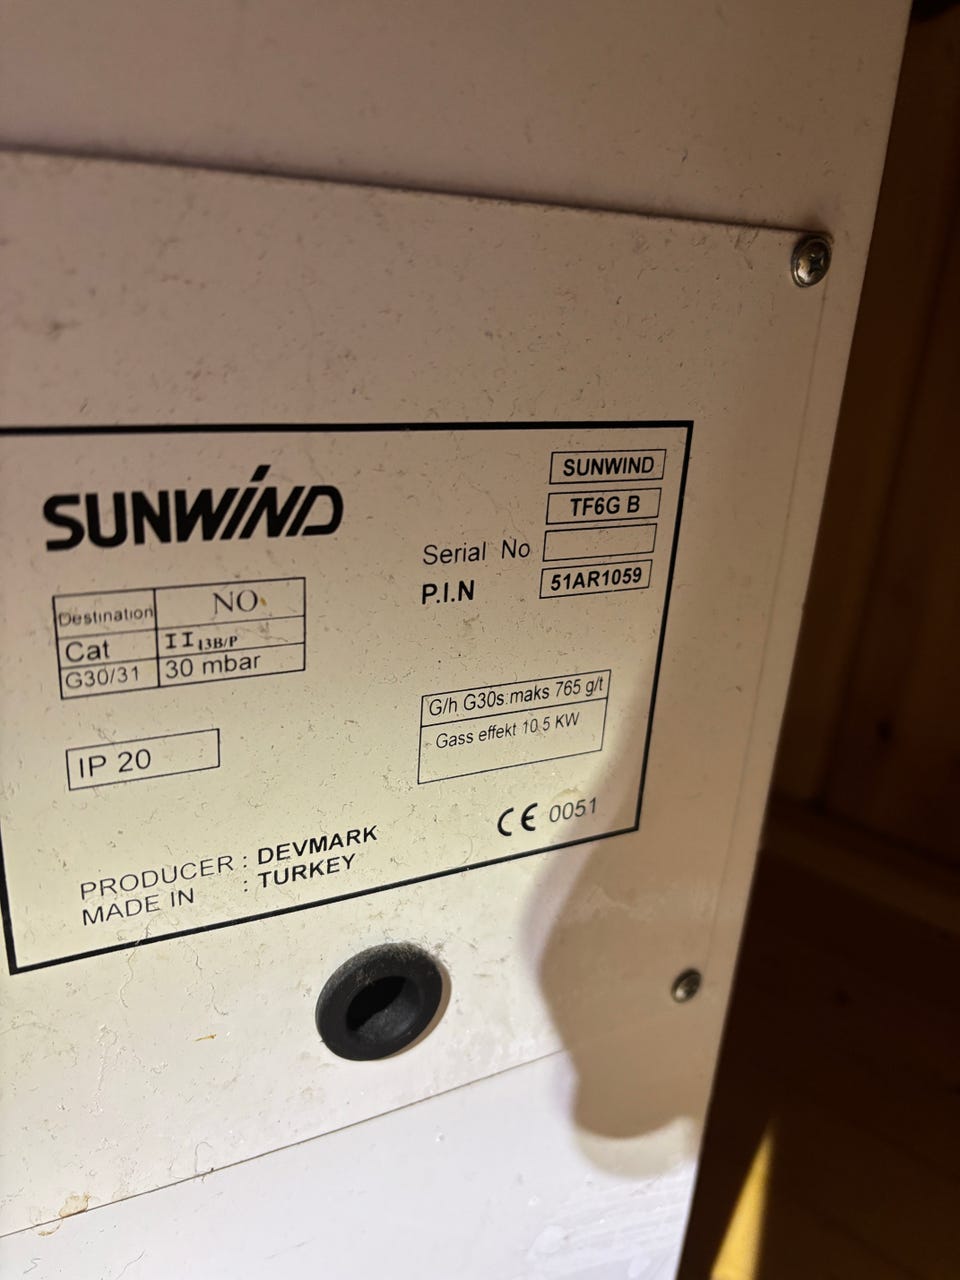 SUNWIND
SUNWIND
TF6G B
Serial No
P.I.N 51AR1059
Destination NO
Cat II13B/P
G30/31 30 mbar
G/h G30s:maks 765 g/t
Gass effekt 10.5 KW
IP 20
CE 0051
PRODUCER : DEVMARK
MADE IN : TURKEY